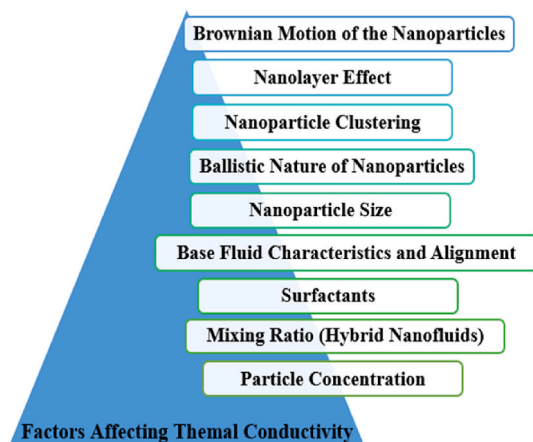 Brownian Motion of the Nanoparticles
Nanolayer Effect
Nanoparticle Clustering
Ballistic Nature of Nanoparticles
Nanoparticle Size
Base Fluid Characteristics and Alignment
Surfactants
Mixing Ratio (Hybrid Nanofluids)
Particle Concentration
Factors Affecting Themal Conductivity